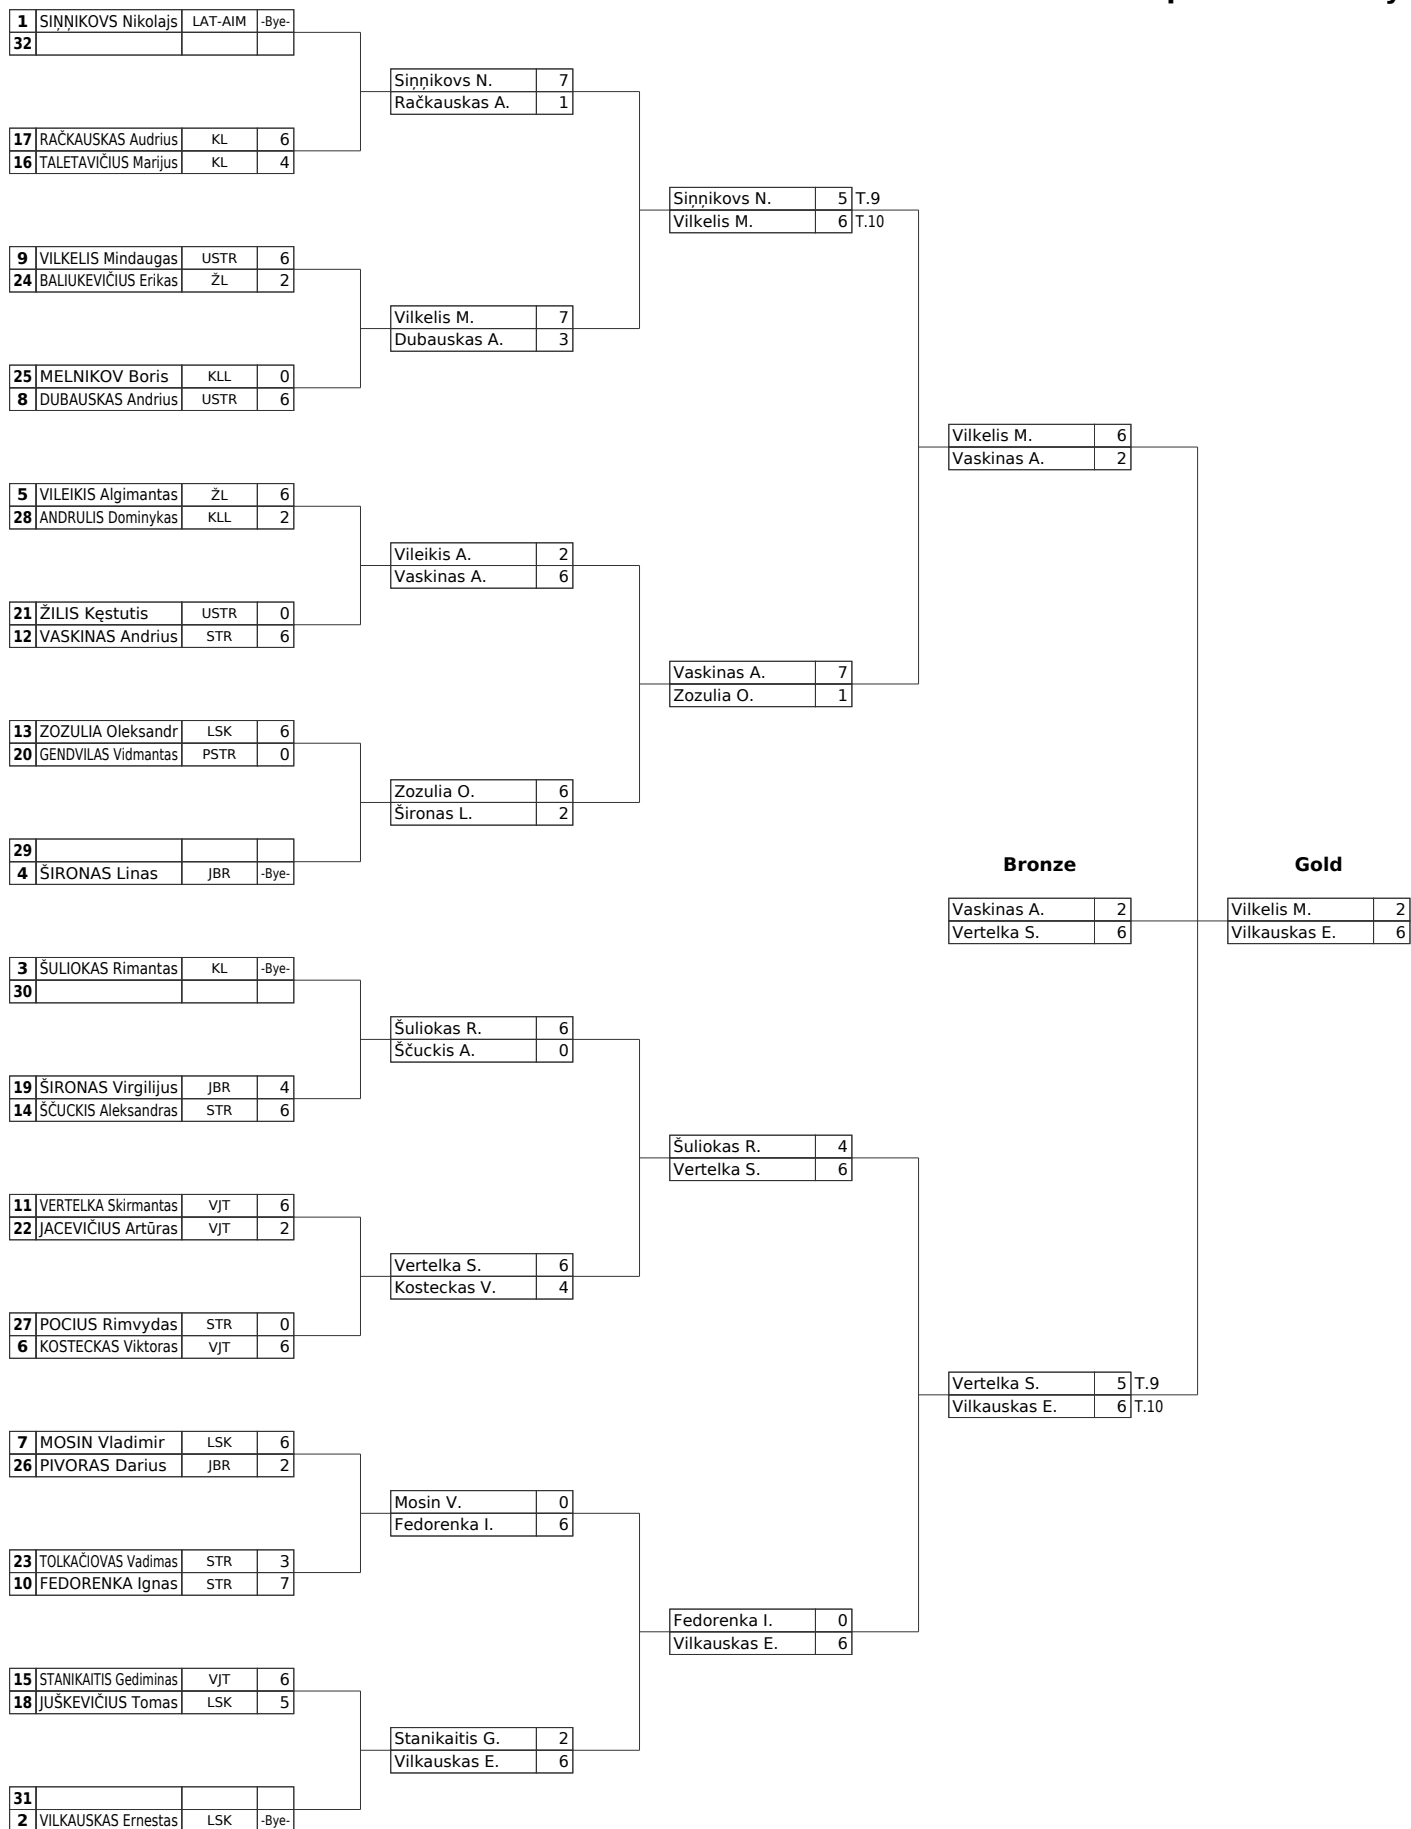 1 SIŅŅIKOVS Nikolajs LAT-AIM -Bye-
32
Siņņikovs N. 7
Račkauskas A. 1
17 RAČKAUSKAS Audrius KL 6
16 TALETAVIČIUS Marijus KL 4
Siņņikovs N. 5 T.9
Vilkelis M. 6 T.10
9 VILKELIS Mindaugas USTR 6
24 BALIUKEVIČIUS Erikas ŽL 2
Vilkelis M. 7
Dubauskas A. 3
25 MELNIKOV Boris KLL 0
8 DUBAUSKAS Andrius USTR 6
Vilkelis M. 6
Vaskinas A. 2
5 VILEIKIS Algimantas ŽL 6
28 ANDRULIS Dominykas KLL 2
Vileikis A. 2
Vaskinas A. 6
21 ŽILIS Kęstutis USTR 0
12 VASKINAS Andrius STR 6
Vaskinas A. 7
Zozulia O. 1
13 ZOZULIA Oleksandr LSK 6
20 GENDVILAS Vidmantas PSTR 0
Zozulia O. 6
Šironas L. 2
29
4 ŠIRONAS Linas JBR -Bye-
Bronze Gold
Vaskinas A. 2 Vilkelis M. 2
Vertelka S. 6 Vilkauskas E. 6
3 ŠULIOKAS Rimantas KL -Bye-
30
Šuliokas R. 6
Ščuckis A. 0
19 ŠIRONAS Virgilijus JBR 4
14 ŠČUCKIS Aleksandras STR 6
Šuliokas R. 4
Vertelka S. 6
11 VERTELKA Skirmantas VJT 6
22 JACEVIČIUS Artūras VJT 2
Vertelka S. 6
Kosteckas V. 4
27 POCIUS Rimvydas STR 0
6 KOSTECKAS Viktoras VJT 6
Vertelka S. 5 T.9
Vilkauskas E. 6 T.10
7 MOSIN Vladimir LSK 6
26 PIVORAS Darius JBR 2
Mosin V. 0
Fedorenka I. 6
23 TOLKAČIOVAS Vadimas STR 3
10 FEDORENKA Ignas STR 7
Fedorenka I. 0
Vilkauskas E. 6
15 STANIKAITIS Gediminas VJT 6
18 JUŠKEVIČIUS Tomas LSK 5
Stanikaitis G. 2
Vilkauskas E. 6
31
2 VILKAUSKAS Ernestas LSK -Bye-